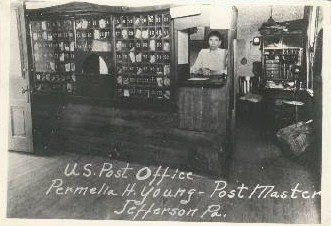 U.S. Post Office
Permelia H. Young - Post Master
Jefferson Pa.